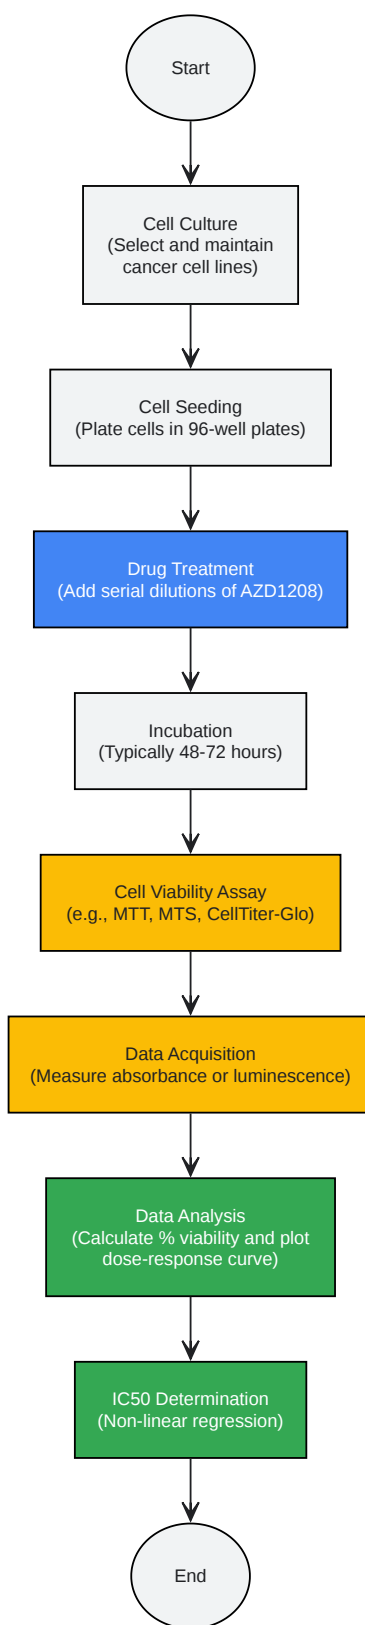 Start
Cell Culture
(Select and maintain
cancer cell lines)
Cell Seeding
(Plate cells in 96-well plates)
Drug Treatment
(Add serial dilutions of AZD1208)
Incubation
(Typically 48-72 hours)
Cell Viability Assay
(e.g., MTT, MTS, CellTiter-Glo)
Data Acquisition
(Measure absorbance or luminescence)
Data Analysis
(Calculate % viability and plot
dose-response curve)
IC50 Determination
(Non-linear regression)
End